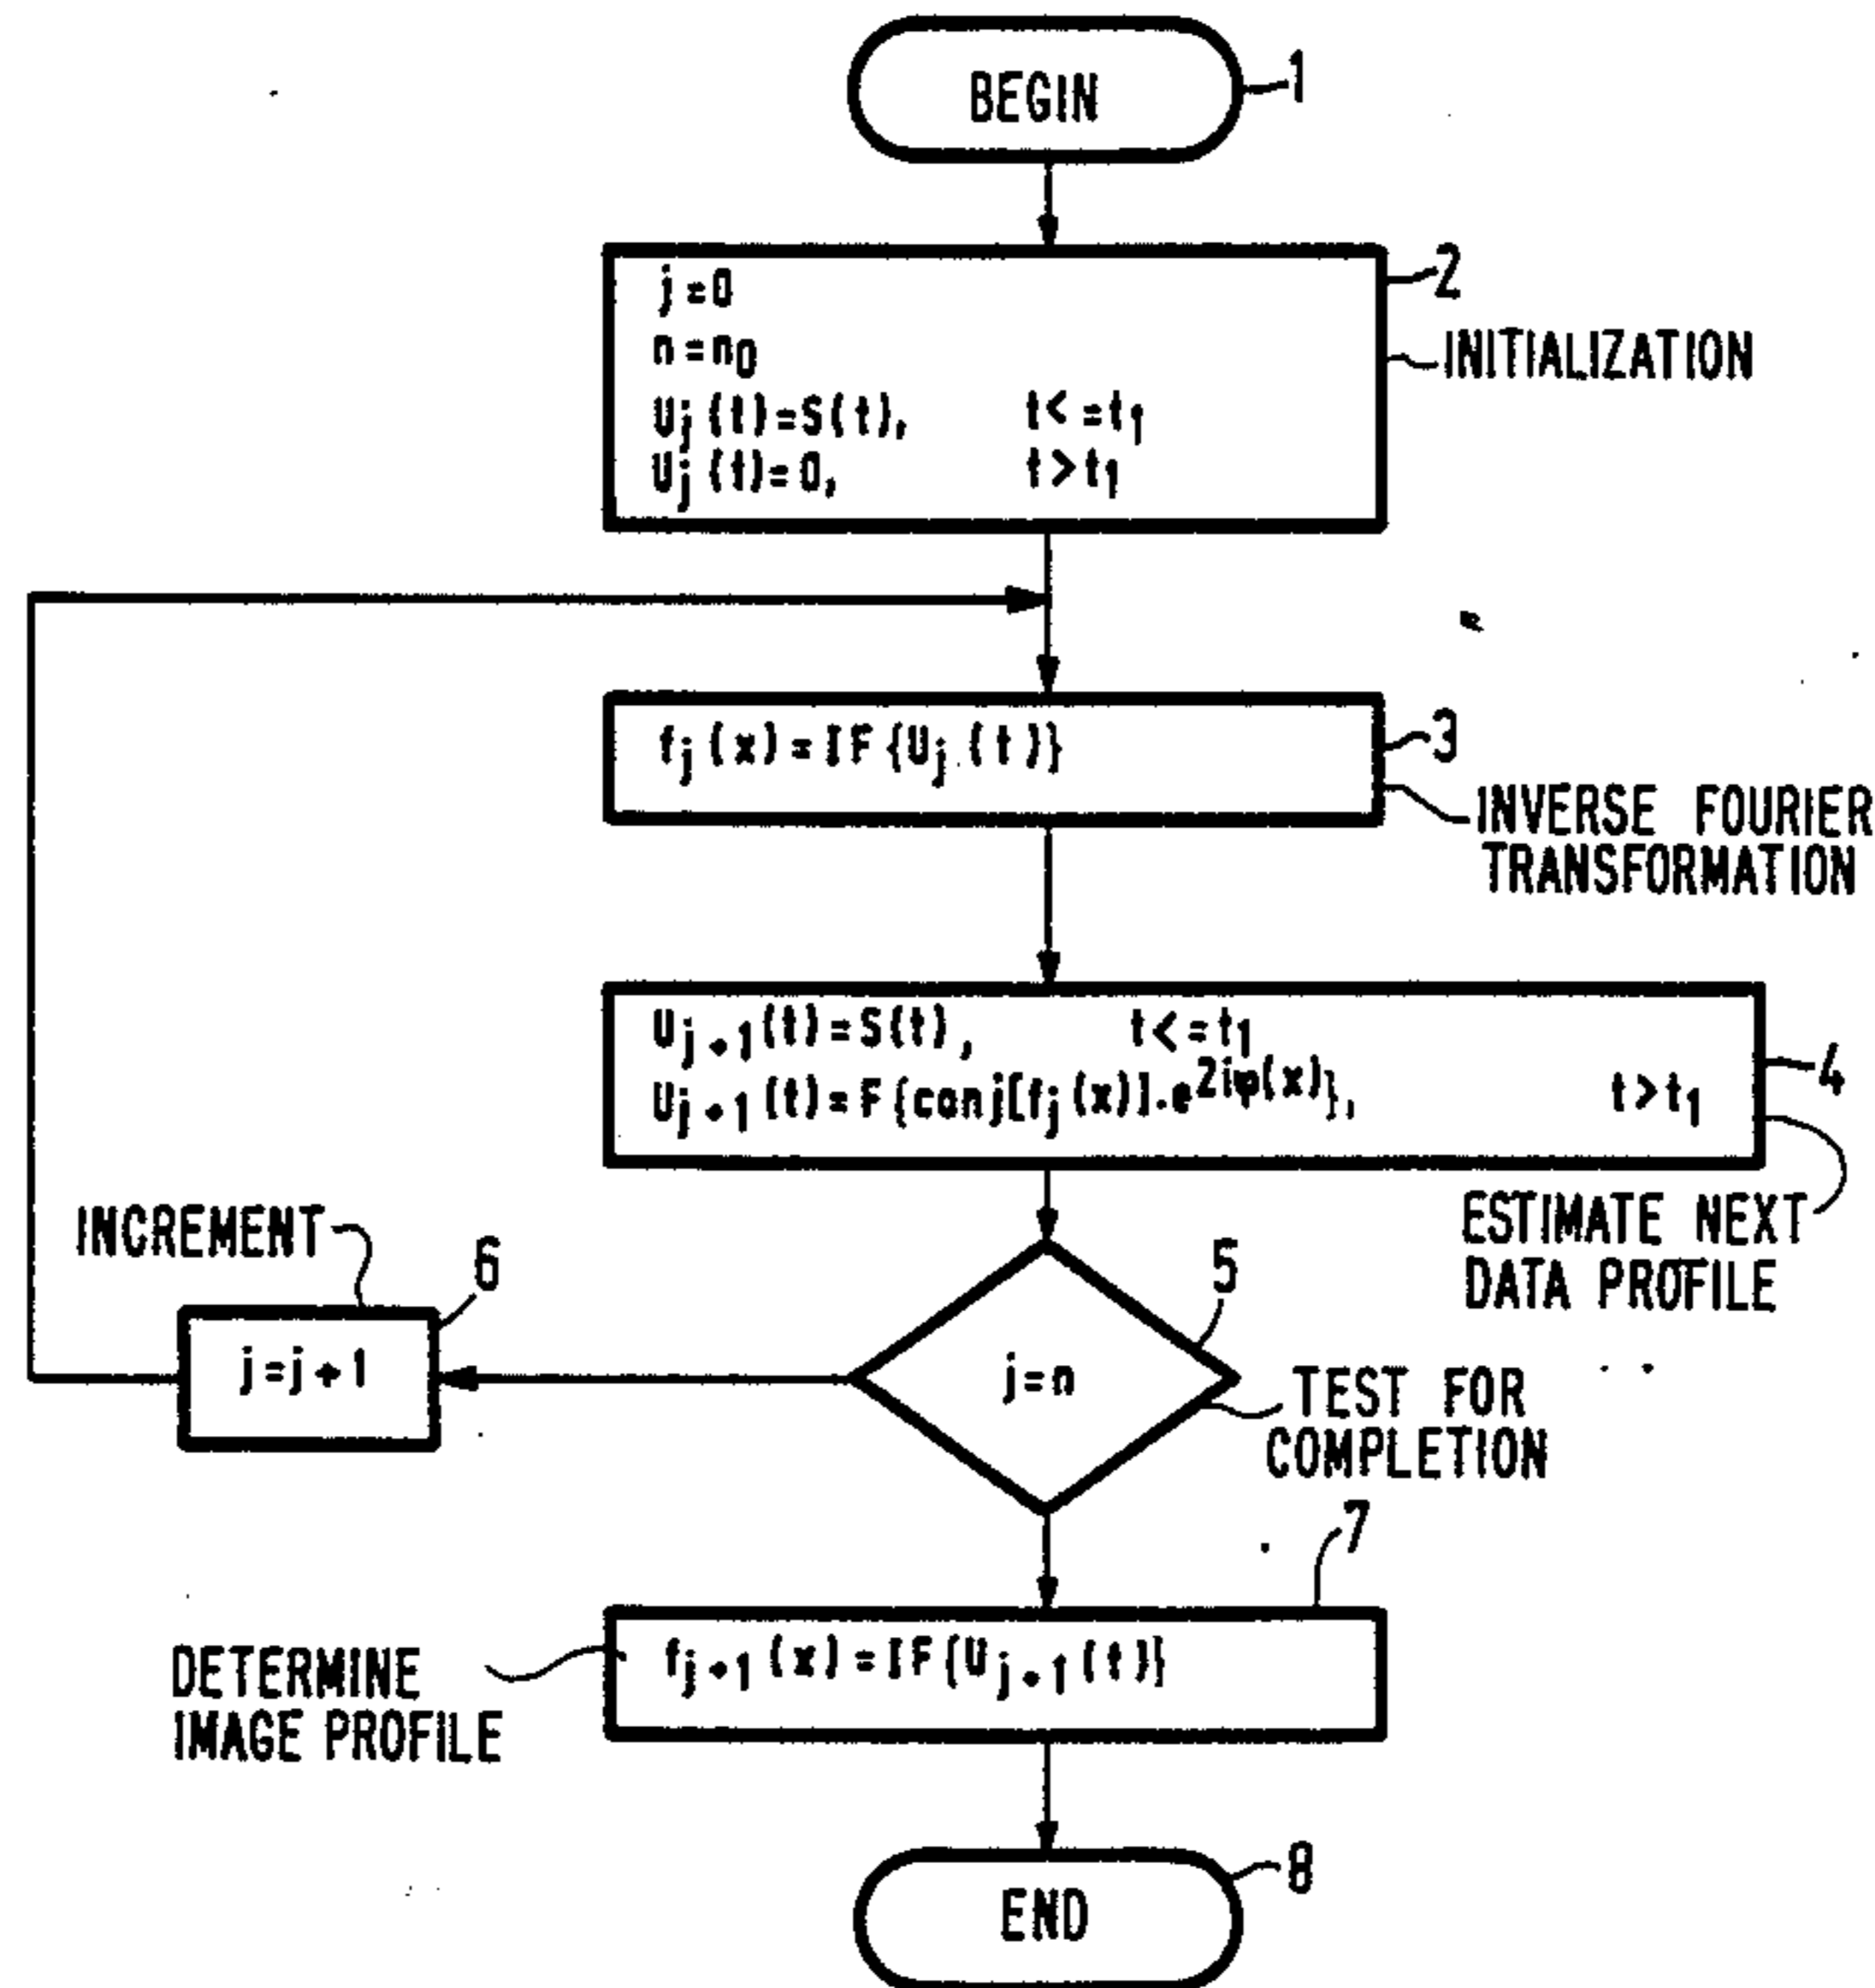 BEGIN
1
j=0
n=n0
Uj(t)=S(t), t<=t1
Uj(t)=0, t>t1
2
INITIALIZATION
fj(x)=IF{Uj(t)}
3
INVERSE FOURIER
TRANSFORMATION
Uj+1(t)=S(t), t<=t1
Uj+1(t)=F{conj[fj(x)].e2iφ(x)}, t>t1
4
ESTIMATE NEXT
DATA PROFILE
INCREMENT
6
j=j+1
5
j=n
TEST FOR
COMPLETION
7
DETERMINE
IMAGE PROFILE
fj+1(x)=IF{Uj+1(t)}
END
8